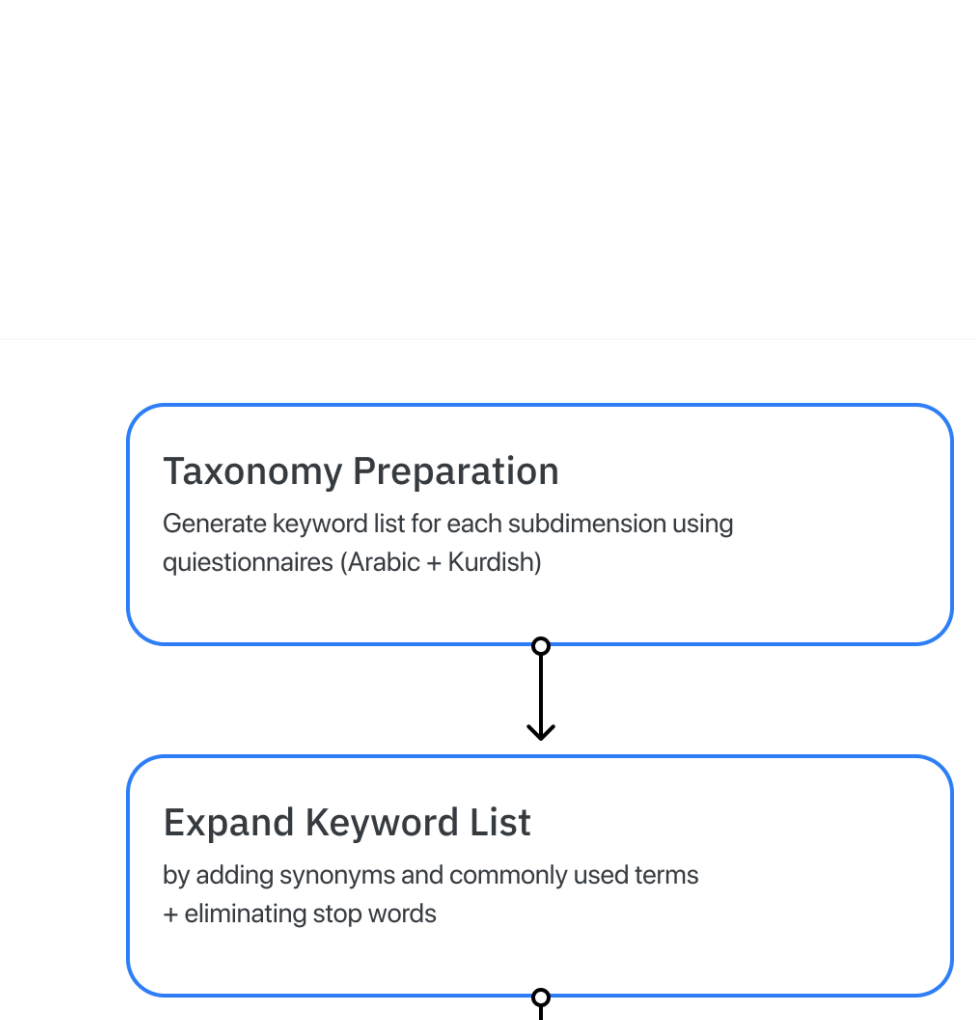 Taxonomy Preparation
Generate keyword list for each subdimension using
quiestionnaires (Arabic + Kurdish)
Expand Keyword List
by adding synonyms and commonly used terms
+ eliminating stop words